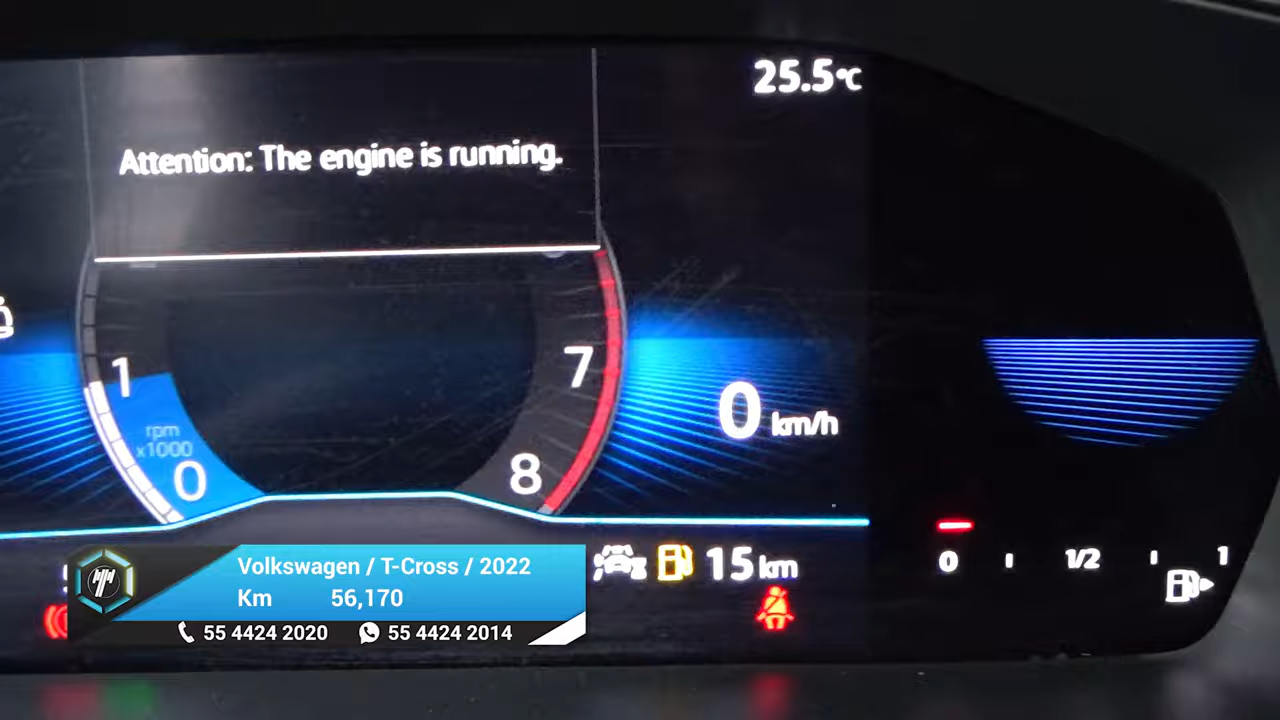 25.5°C
Attention: The engine is running.
1
7
rpm
x1000
0
8
0 km/h
15 km
0 1/2 1
Volkswagen / T-Cross / 2022
Km 56,170
55 4424 2020 55 4424 2014